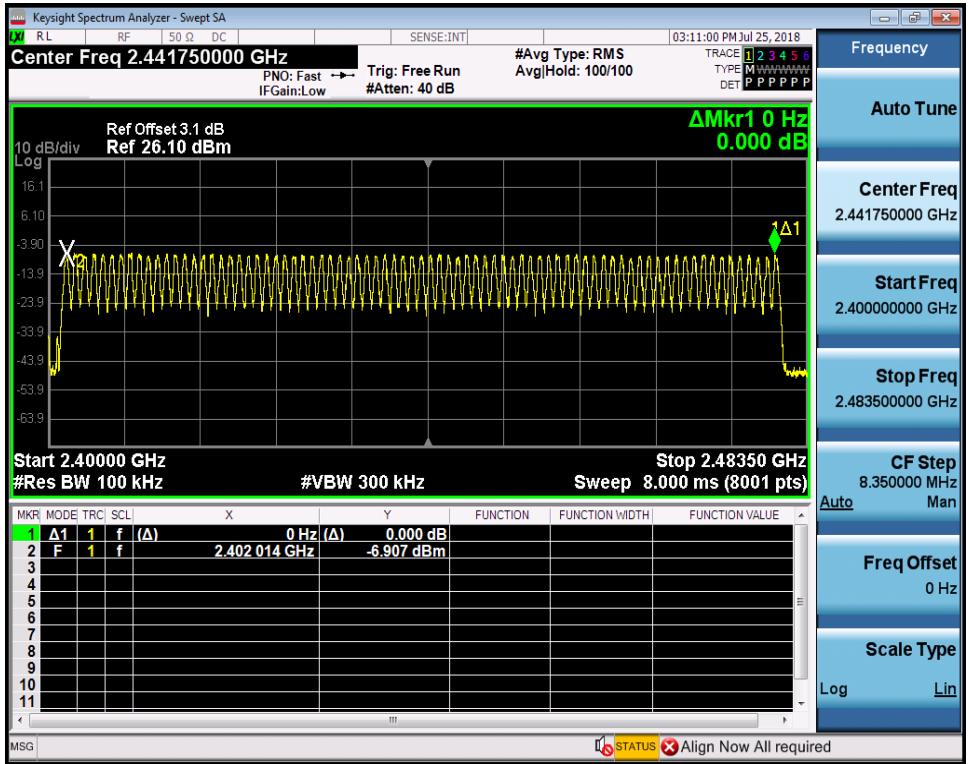 Keysight Spectrum Analyzer - Swept SA
LXI RL RF 50 Ω DC SENSE:INT 03:11:00 PM Jul 25, 2018
Center Freq 2.441750000 GHz
PNO: Fast
IFGain:Low
Trig: Free Run
#Atten: 40 dB
#Avg Type: RMS
Avg|Hold: 100/100
TRACE 1 2 3 4 5 6
TYPE M WWWWW
DET P P P P P P
ΔMkr1 0 Hz
0.000 dB
Ref Offset 3.1 dB
10 dB/div Ref 26.10 dBm
Log
16.1
6.10
-3.90
-13.9
-23.9
-33.9
-43.9
-53.9
-63.9
X2
1Δ1
Start 2.40000 GHz Stop 2.48350 GHz
#Res BW 100 kHz #VBW 300 kHz Sweep 8.000 ms (8001 pts)
MKR MODE TRC SCL X Y FUNCTION FUNCTION WIDTH FUNCTION VALUE
1 Δ1 1 f (Δ) 0 Hz (Δ) 0.000 dB
2 F 1 f 2.402 014 GHz -6.907 dBm
3
4
5
6
7
8
9
10
11
MSG STATUS Align Now All required
Frequency
Auto Tune
Center Freq
2.441750000 GHz
Start Freq
2.400000000 GHz
Stop Freq
2.483500000 GHz
CF Step
8.350000 MHz
Auto Man
Freq Offset
0 Hz
Scale Type
Log Lin